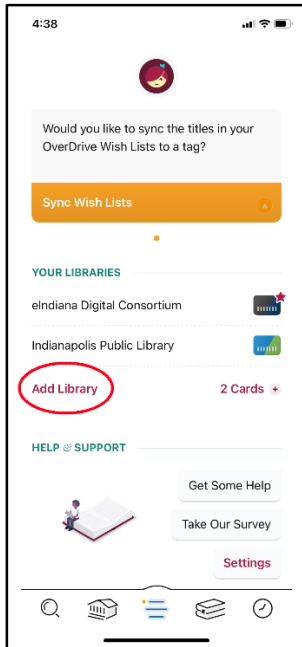 4:38
Would you like to sync the titles in your
OverDrive Wish Lists to a tag?
Sync Wish Lists
YOUR LIBRARIES
eIndiana Digital Consortium
Indianapolis Public Library
Add Library 2 Cards +
HELP & SUPPORT
Get Some Help
Take Our Survey
Settings